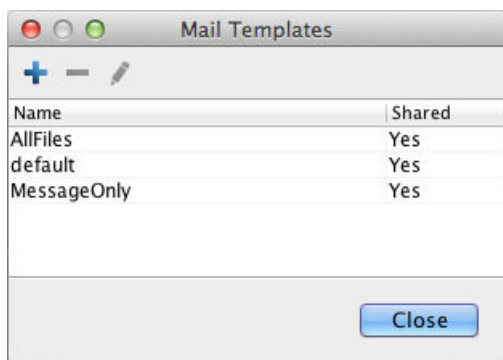 Mail Templates
Name Shared
AllFiles Yes
default Yes
MessageOnly Yes
Close